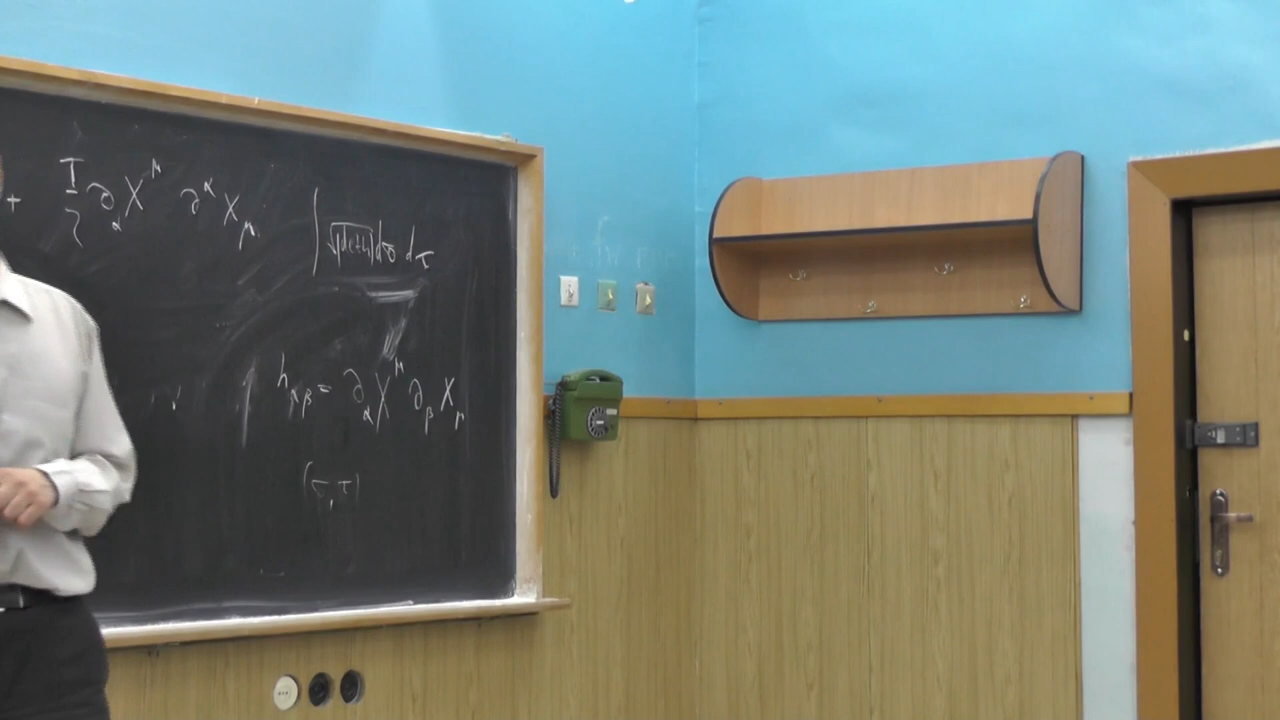 + T/2 ∂_α X^μ ∂^α X_μ
∫ √|det h| dσ dτ
h_αβ = ∂_α X^μ ∂_β X_μ
(σ, τ)